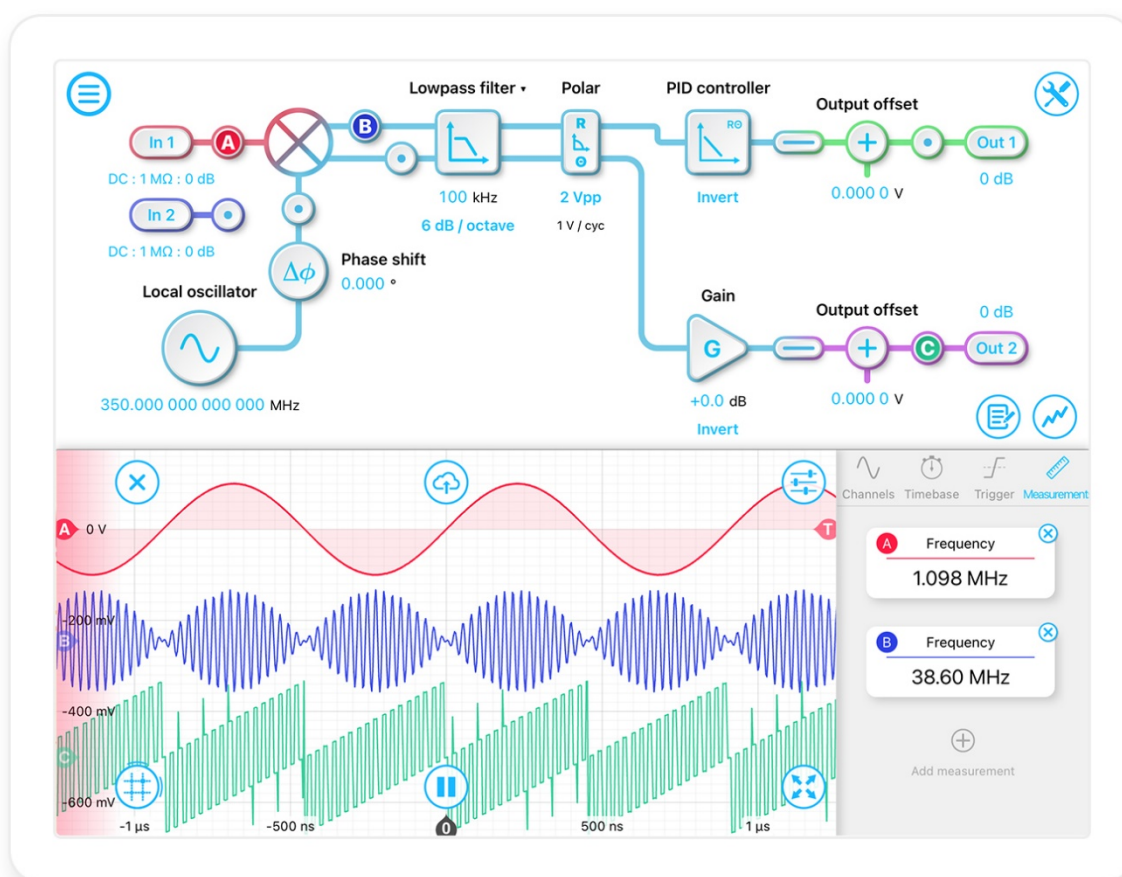 Lowpass filter ▾
Polar
PID controller
Output offset
In 1
A
B
R
Θ
RΘ
Out 1
DC : 1 MΩ : 0 dB
100 kHz
2 Vpp
Invert
0.000 0 V
0 dB
In 2
6 dB / octave
1 V / cyc
DC : 1 MΩ : 0 dB
Δϕ
Phase shift
0.000 °
Local oscillator
Gain
Output offset
0 dB
G
C
Out 2
350.000 000 000 000 MHz
+0.0 dB
0.000 0 V
Invert
A
0 V
T
-200 mV
B
-400 mV
C
-600 mV
-1 µs
-500 ns
0
500 ns
1 µs
Channels
Timebase
Trigger
Measurement
A
Frequency
1.098 MHz
B
Frequency
38.60 MHz
Add measurement